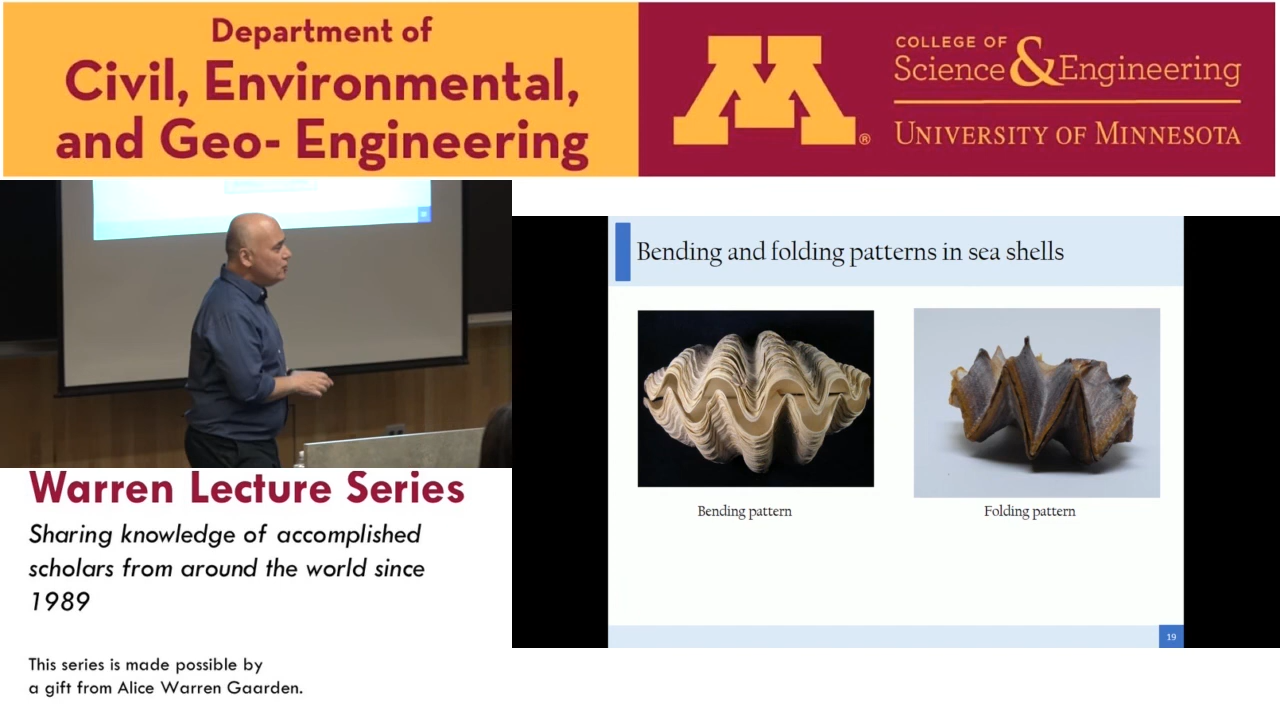 Department of
Civil, Environmental,
and Geo- Engineering
M®
COLLEGE OF
Science & Engineering
UNIVERSITY OF MINNESOTA
Bending and folding patterns in sea shells
Bending pattern
Folding pattern
19
Warren Lecture Series
Sharing knowledge of accomplished
scholars from around the world since
1989
This series is made possible by
a gift from Alice Warren Gaarden.